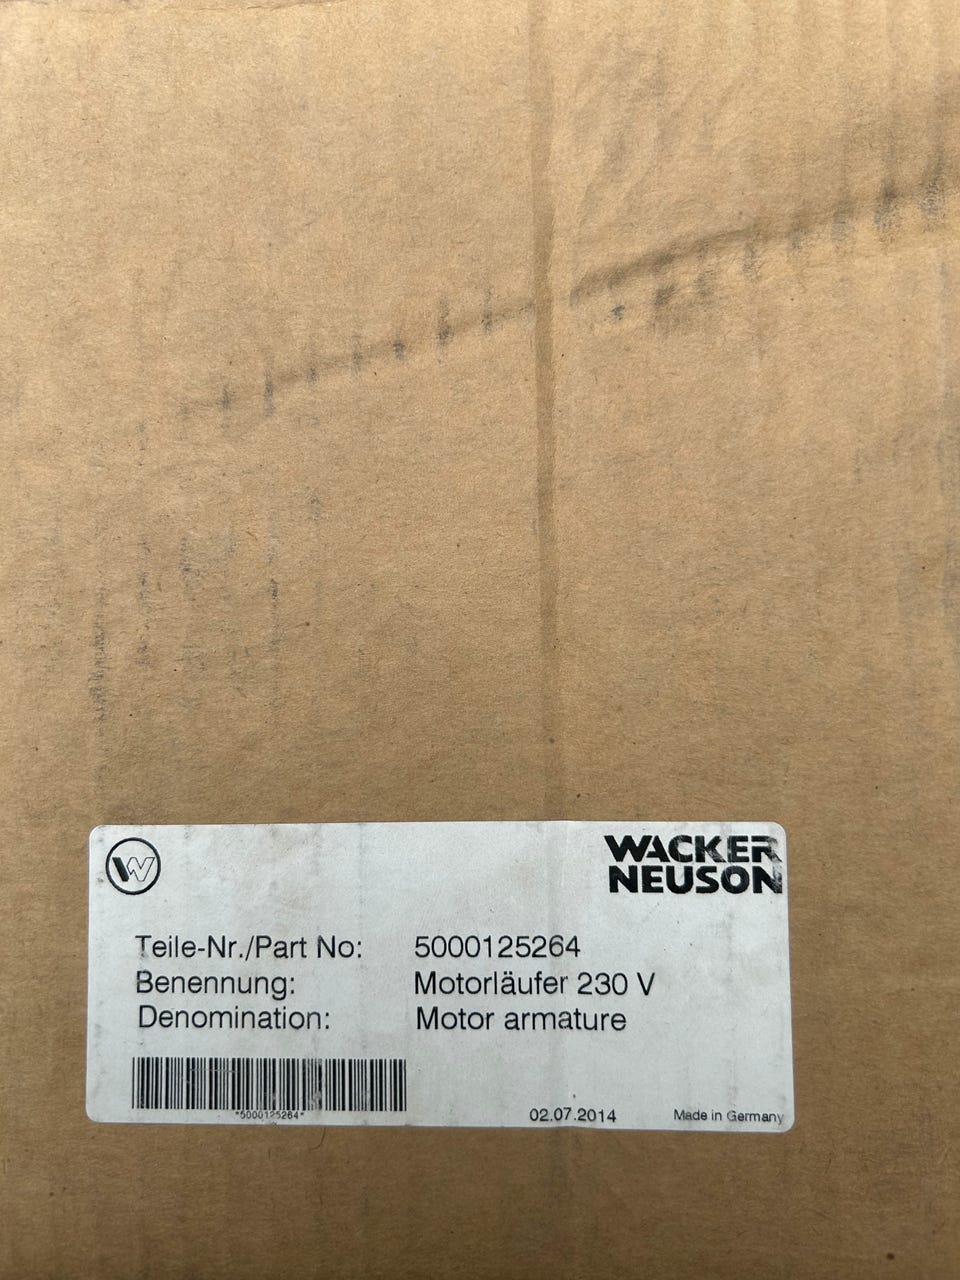 W
WACKER
NEUSON
Teile-Nr./Part No: 5000125264
Benennung: Motorläufer 230 V
Denomination: Motor armature
*5000125264*
02.07.2014 Made in Germany